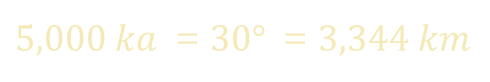 5,000 ka = 30° = 3,344 km